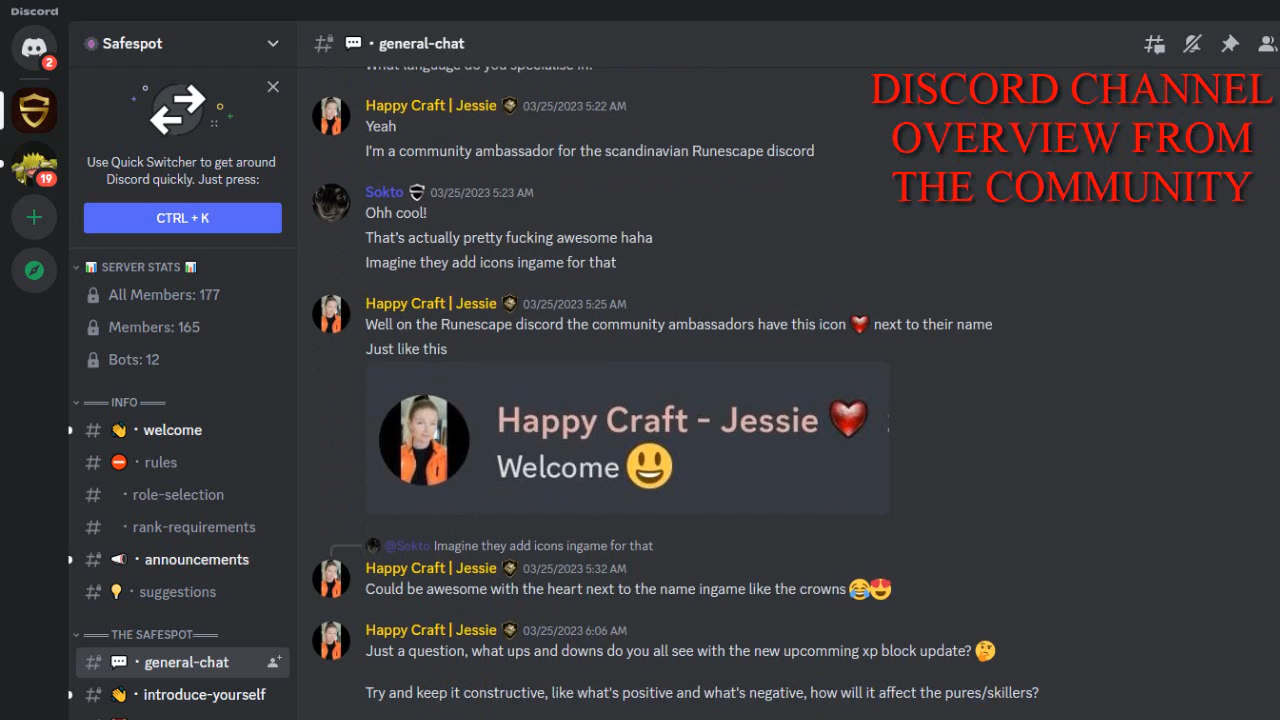 Discord
2
19
Safespot
Use Quick Switcher to get around
Discord quickly. Just press:
CTRL + K
SERVER STATS
All Members: 177
Members: 165
Bots: 12
INFO
welcome
rules
role-selection
rank-requirements
announcements
suggestions
THE SAFESPOT
general-chat
introduce-yourself
general-chat
What language do you specialise in?
Happy Craft | Jessie 03/25/2023 5:22 AM
Yeah
I'm a community ambassador for the scandinavian Runescape discord
Sokto 03/25/2023 5:23 AM
Ohh cool!
That's actually pretty fucking awesome haha
Imagine they add icons ingame for that
Happy Craft | Jessie 03/25/2023 5:25 AM
Well on the Runescape discord the community ambassadors have this icon ❤️ next to their name
Just like this
Happy Craft - Jessie ❤️
Welcome 😃
@Sokto Imagine they add icons ingame for that
Happy Craft | Jessie 03/25/2023 5:32 AM
Could be awesome with the heart next to the name ingame like the crowns 😂😍
Happy Craft | Jessie 03/25/2023 6:06 AM
Just a question, what ups and downs do you all see with the new upcomming xp block update? 🤔
Try and keep it constructive, like what's positive and what's negative, how will it affect the pures/skillers?
DISCORD CHANNEL
OVERVIEW FROM
THE COMMUNITY